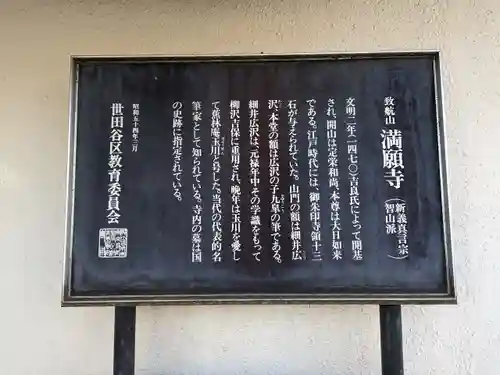 致航山 満願寺 (新義真言宗 智山派)
文明二年(一四七〇)吉良氏によって開基
され、開山は定栄和尚、本尊は大日如来
である。江戸時代には、御朱印寺領十三
石が与えられていた。山門の額は細井広
沢、本堂の額は広沢の子九皋の筆である。
細井広沢は、元禄年中その学識をもって
柳沢吉保に重用され、晩年は玉川を愛し
て蕉林庵玉川と号した。当代の代表的名
筆家として知られている。寺内の墓は国
の史跡に指定されている。
昭和五十四年三月
世田谷区教育委員会